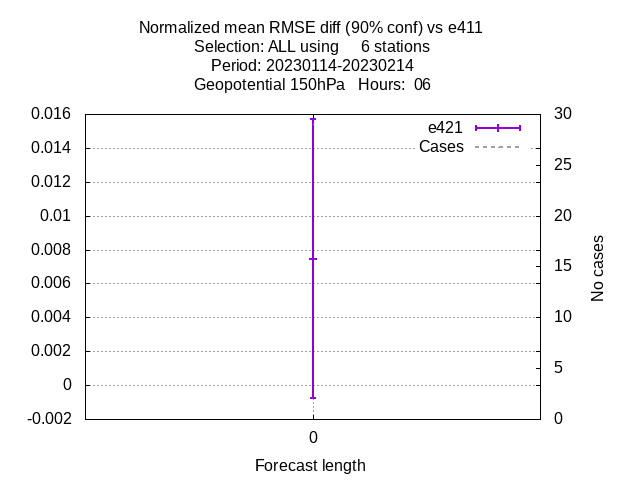 Normalized mean RMSE diff (90% conf) vs e411
Selection: ALL using     6 stations
Period: 20230114-20230214
Geopotential 150hPa   Hours:  06
0.016
0.014
0.012
0.01
0.008
0.006
0.004
0.002
0
-0.002
e421
Cases
30
25
20
15
10
5
0
No cases
0
Forecast length